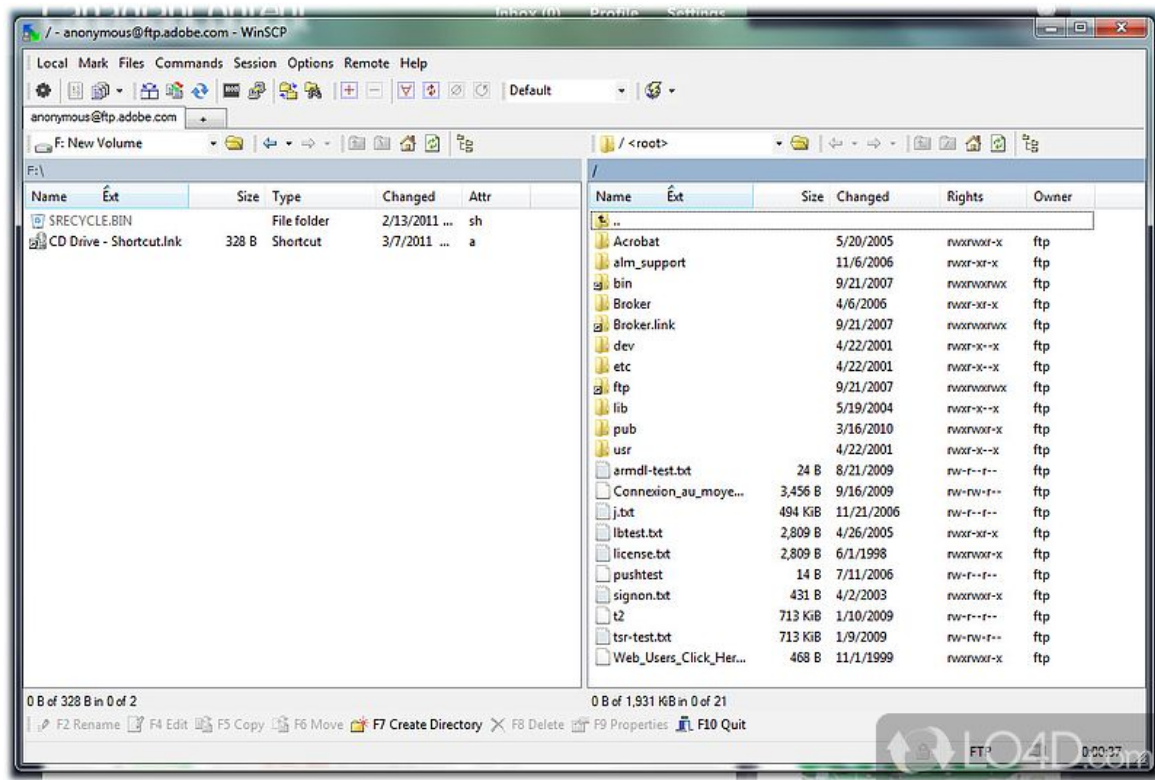 Inbox (0) Profile Settings
/ - anonymous@ftp.adobe.com - WinSCP
Local Mark Files Commands Session Options Remote Help
Default
anonymous@ftp.adobe.com
F: New Volume / <root>
F:\ /
Name Ext Size Type Changed Attr Name Ext Size Changed Rights Owner
$RECYCLE.BIN File folder 2/13/2011 ... sh ..
CD Drive - Shortcut.lnk 328 B Shortcut 3/7/2011 ... a Acrobat 5/20/2005 rwxrwxr-x ftp
alm_support 11/6/2006 rwxr-xr-x ftp
bin 9/21/2007 rwxrwxrwx ftp
Broker 4/6/2006 rwxr-xr-x ftp
Broker.link 9/21/2007 rwxrwxrwx ftp
dev 4/22/2001 rwxr-x--x ftp
etc 4/22/2001 rwxr-x--x ftp
ftp 9/21/2007 rwxrwxrwx ftp
lib 5/19/2004 rwxr-x--x ftp
pub 3/16/2010 rwxrwxr-x ftp
usr 4/22/2001 rwxr-x--x ftp
armdl-test.txt 24 B 8/21/2009 rw-r--r-- ftp
Connexion_au_moye... 3,456 B 9/16/2009 rw-rw-r-- ftp
j.txt 494 KiB 11/21/2006 rw-r--r-- ftp
lbtest.txt 2,809 B 4/26/2005 rwxr-xr-x ftp
license.txt 2,809 B 6/1/1998 rwxrwxr-x ftp
pushtest 14 B 7/11/2006 rw-r--r-- ftp
signon.txt 431 B 4/2/2003 rwxrwxr-x ftp
t2 713 KiB 1/10/2009 rw-r--r-- ftp
tsr-test.txt 713 KiB 1/9/2009 rw-rw-r-- ftp
Web_Users_Click_Her... 468 B 11/1/1999 rwxrwxr-x ftp
0 B of 328 B in 0 of 2 0 B of 1,931 KiB in 0 of 21
F2 Rename F4 Edit F5 Copy F6 Move F7 Create Directory F8 Delete F9 Properties F10 Quit
FTP 0:00:37
LO4D.com